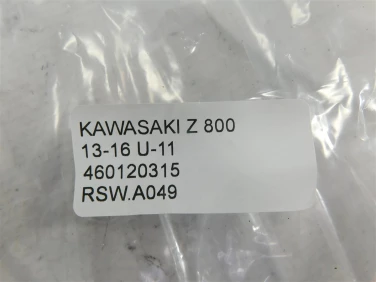 KAWASAKI Z 800
13-16 U-11
460120315
RSW.A049